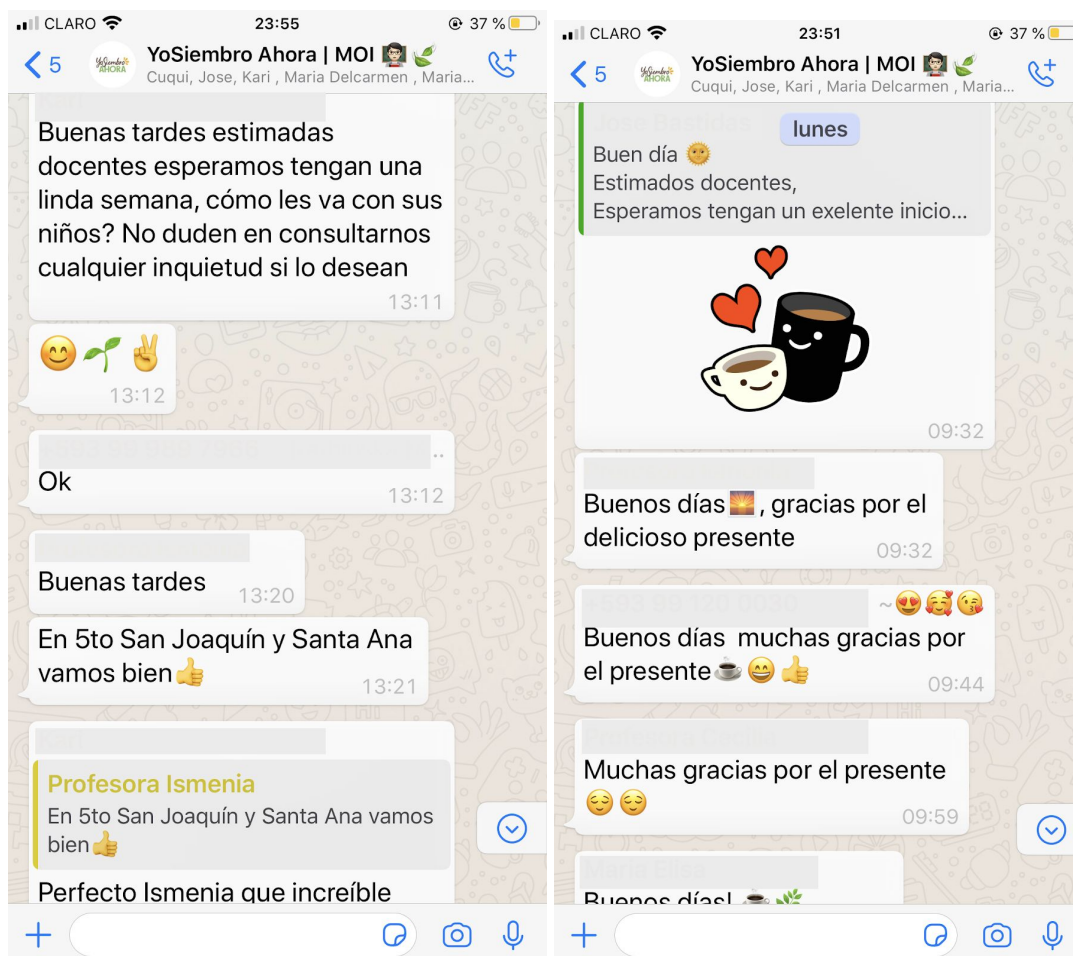 CLARO
23:55
37 %
5
YoSiembro Ahora | MOI 👨🏻‍🏫🍃
Cuqui, Jose, Kari , Maria Delcarmen , Maria...
Buenas tardes estimadas
docentes esperamos tengan una
linda semana, cómo les va con sus
niños? No duden en consultarnos
cualquier inquietud si lo desean
13:11
😊🌱✌️
13:12
..
Ok
13:12
Buenas tardes
13:20
En 5to San Joaquín y Santa Ana
vamos bien👍
13:21
Profesora Ismenia
En 5to San Joaquín y Santa Ana vamos
bien👍
Perfecto Ismenia que increíble
CLARO
23:51
37 %
5
YoSiembro Ahora | MOI 👨🏻‍🏫🍃
Cuqui, Jose, Kari , Maria Delcarmen , Maria...
Jose Bastidas
lunes
Buen día 🌞
Estimados docentes,
Esperamos tengan un exelente inicio...
09:32
Buenos días🌅, gracias por el
delicioso presente
09:32
~😍🥰😘
Buenos días muchas gracias por
el presente☕😄👍
09:44
Muchas gracias por el presente
😌😌
09:59
Maria Elisa
Buenos días! ☕🌿